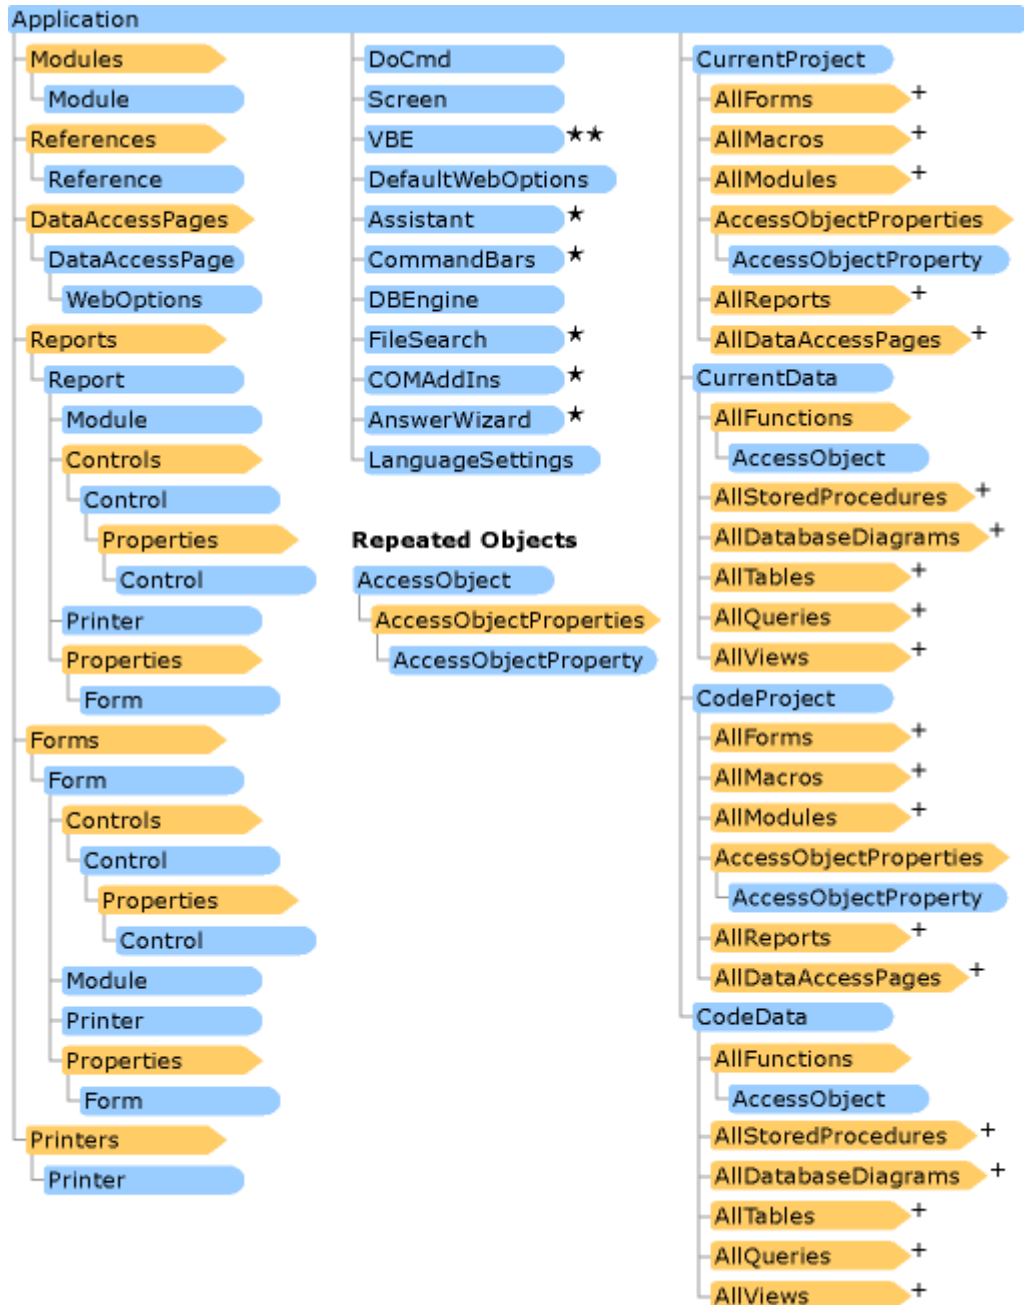 Application
Modules
Module
References
Reference
DataAccessPages
DataAccessPage
WebOptions
Reports
Report
Module
Controls
Control
Properties
Control
Printer
Properties
Form
Forms
Form
Controls
Control
Properties
Control
Module
Printer
Properties
Form
Printers
Printer
DoCmd
Screen
VBE ★★
DefaultWebOptions
Assistant ★
CommandBars ★
DBEngine
FileSearch ★
COMAddIns ★
AnswerWizard ★
LanguageSettings
Repeated Objects
AccessObject
AccessObjectProperties
AccessObjectProperty
CurrentProject
AllForms +
AllMacros +
AllModules +
AccessObjectProperties
AccessObjectProperty
AllReports +
AllDataAccessPages +
CurrentData
AllFunctions
AccessObject
AllStoredProcedures +
AllDatabaseDiagrams +
AllTables +
AllQueries +
AllViews +
CodeProject
AllForms +
AllMacros +
AllModules +
AccessObjectProperties
AccessObjectProperty
AllReports +
AllDataAccessPages +
CodeData
AllFunctions
AccessObject
AllStoredProcedures +
AllDatabaseDiagrams +
AllTables +
AllQueries +
AllViews +